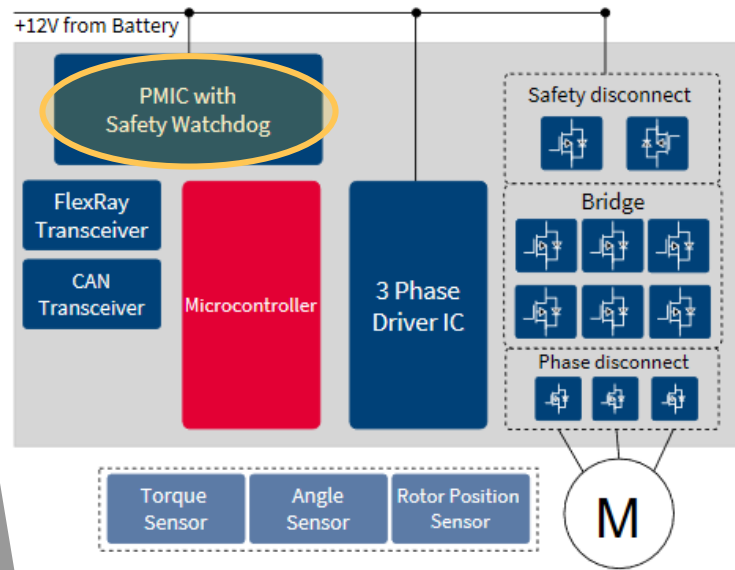 +12V from Battery
PMIC with
Safety Watchdog
Safety disconnect
FlexRay
Transceiver
CAN
Transceiver
Microcontroller
3 Phase
Driver IC
Bridge
Phase disconnect
Torque
Sensor
Angle
Sensor
Rotor Position
Sensor
M